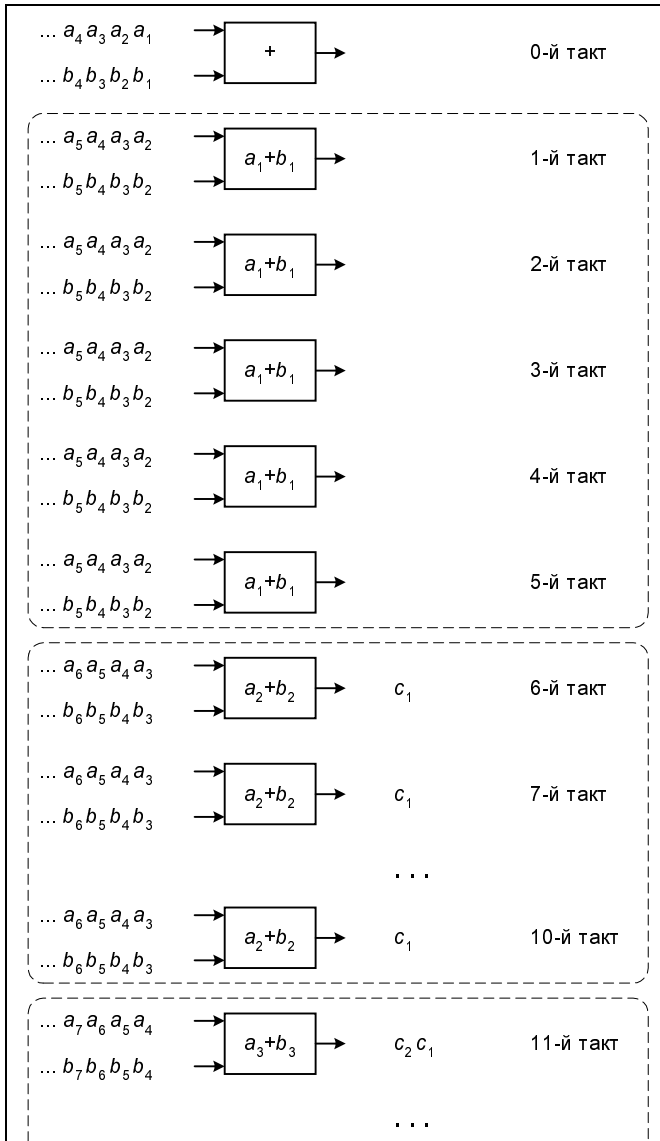 ... a₄ a₃ a₂ a₁
+
0-й такт
... b₄ b₃ b₂ b₁
... a₅ a₄ a₃ a₂
a₁+b₁
1-й такт
... b₅ b₄ b₃ b₂
... a₅ a₄ a₃ a₂
a₁+b₁
2-й такт
... b₅ b₄ b₃ b₂
... a₅ a₄ a₃ a₂
a₁+b₁
3-й такт
... b₅ b₄ b₃ b₂
... a₅ a₄ a₃ a₂
a₁+b₁
4-й такт
... b₅ b₄ b₃ b₂
... a₅ a₄ a₃ a₂
a₁+b₁
5-й такт
... b₅ b₄ b₃ b₂
... a₆ a₅ a₄ a₃
a₂+b₂
c₁
6-й такт
... b₆ b₅ b₄ b₃
... a₆ a₅ a₄ a₃
a₂+b₂
c₁
7-й такт
... b₆ b₅ b₄ b₃
. . .
... a₆ a₅ a₄ a₃
a₂+b₂
c₁
10-й такт
... b₆ b₅ b₄ b₃
... a₇ a₆ a₅ a₄
a₃+b₃
c₂ c₁
11-й такт
... b₇ b₆ b₅ b₄
. . .